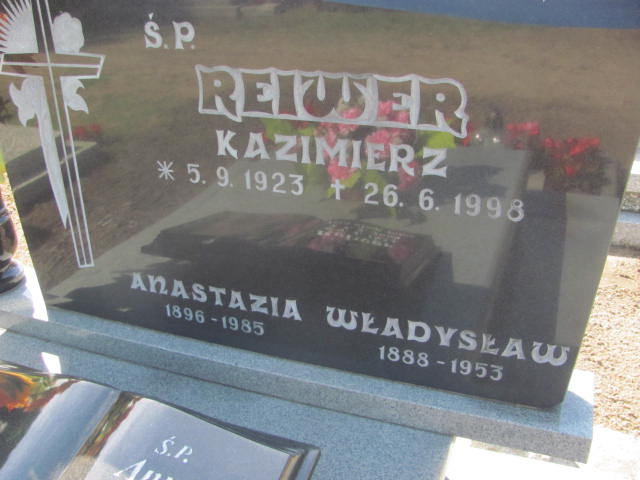 Ś.P.
REIWER
KAZIMIERZ
* 5.9.1923 † 26.6.1998
ANASTAZIA WŁADYSŁAW
1896-1985 1888-1953
Ś.P.